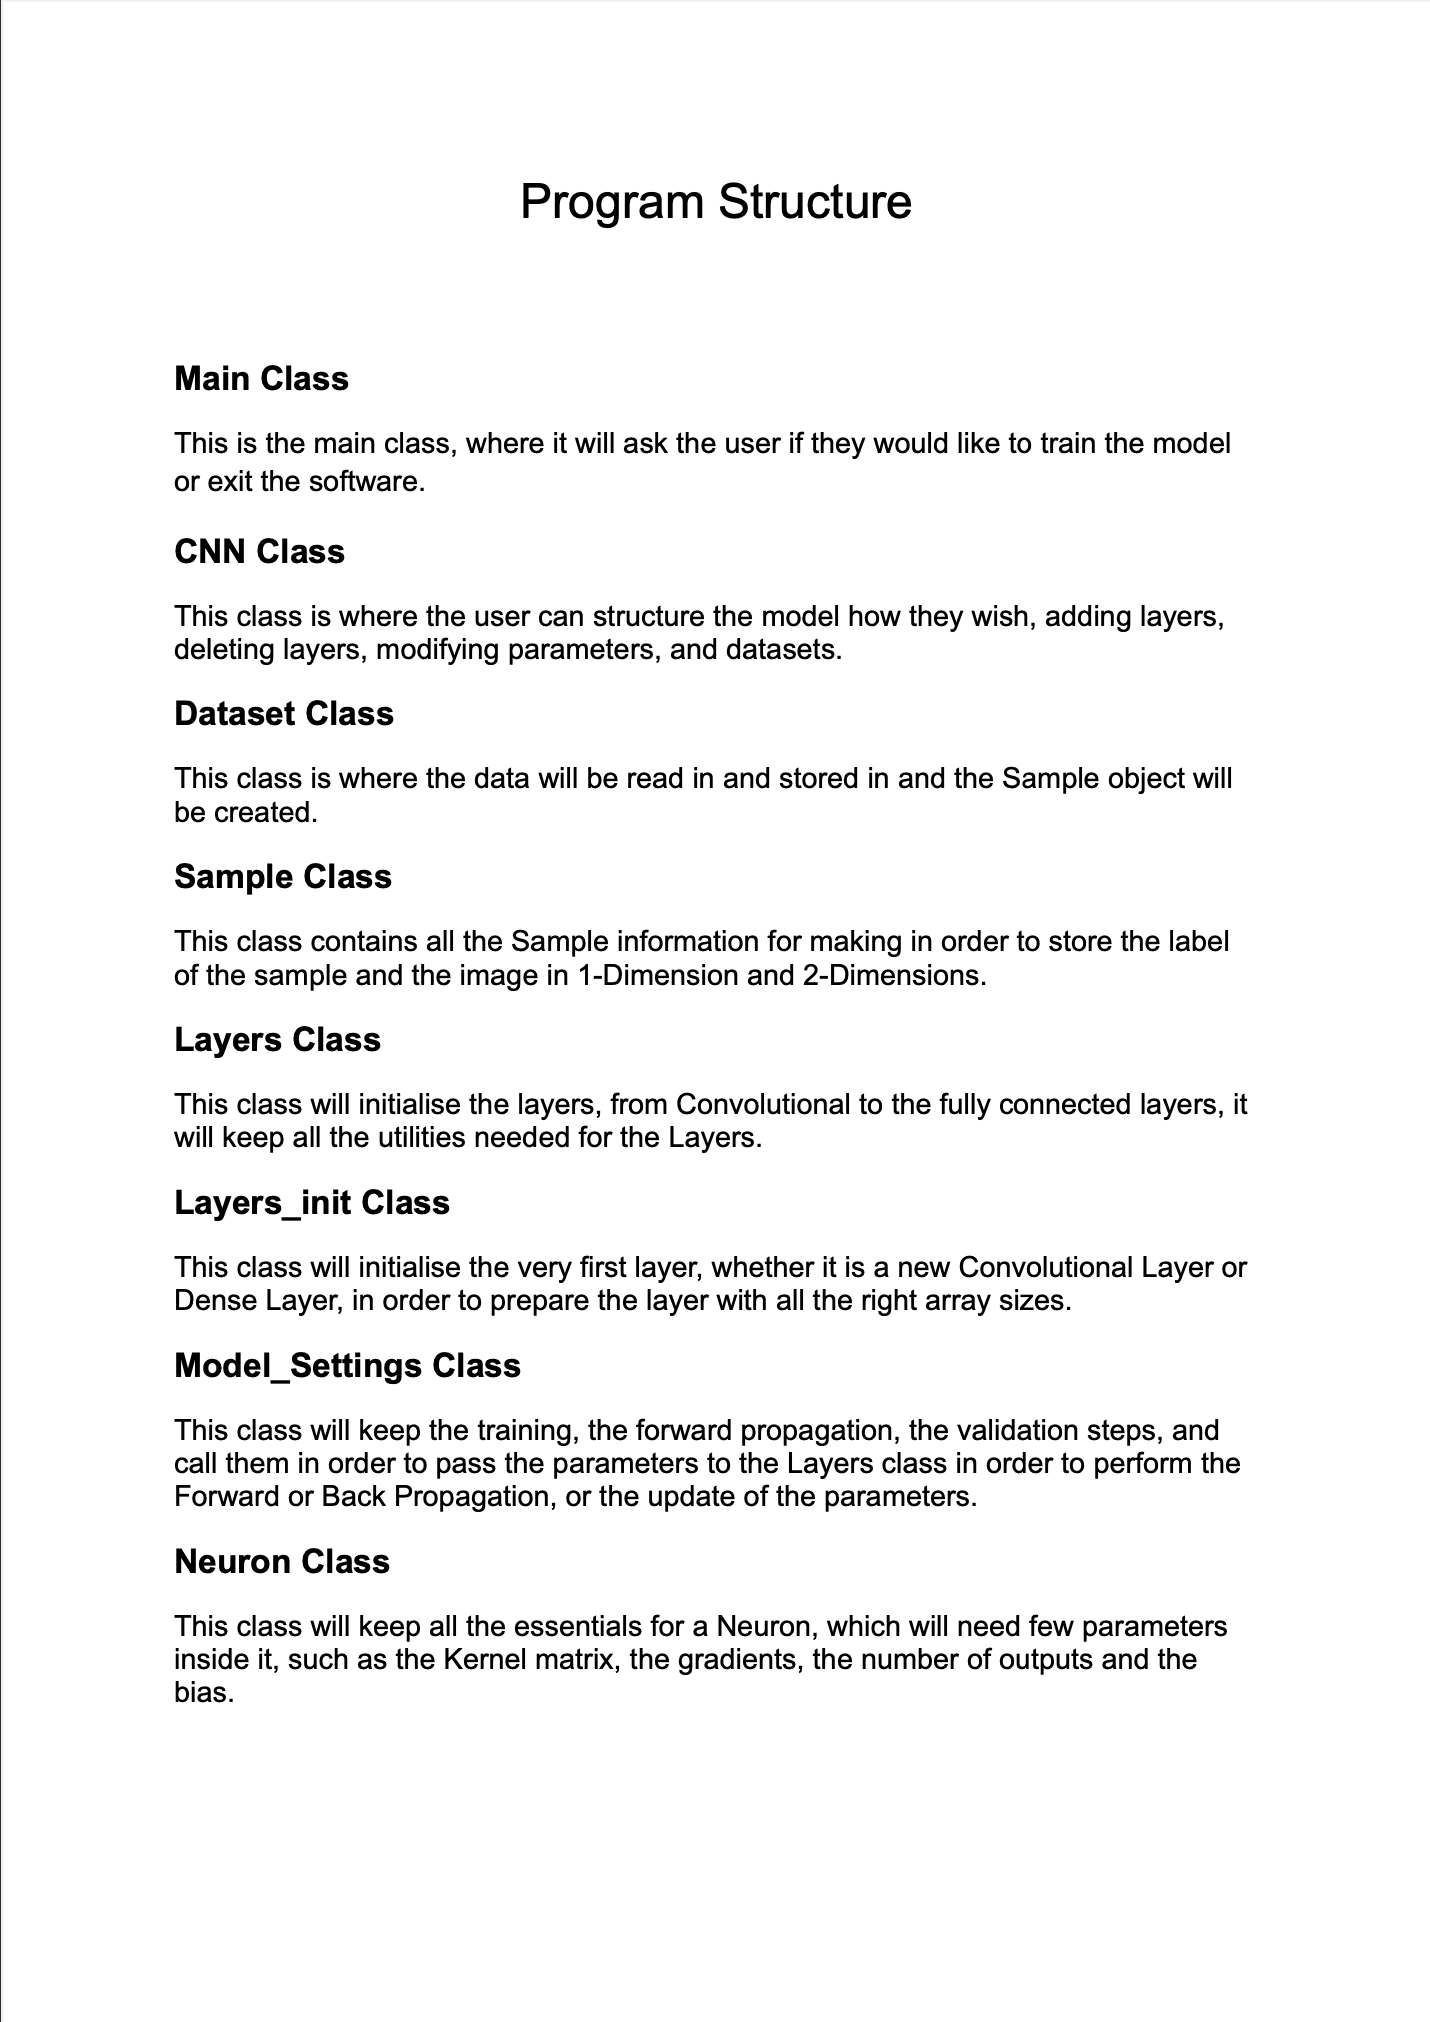 Program Structure
Main Class
This is the main class, where it will ask the user if they would like to train the model
or exit the software.
CNN Class
This class is where the user can structure the model how they wish, adding layers,
deleting layers, modifying parameters, and datasets.
Dataset Class
This class is where the data will be read in and stored in and the Sample object will
be created.
Sample Class
This class contains all the Sample information for making in order to store the label
of the sample and the image in 1-Dimension and 2-Dimensions.
Layers Class
This class will initialise the layers, from Convolutional to the fully connected layers, it
will keep all the utilities needed for the Layers.
Layers_init Class
This class will initialise the very first layer, whether it is a new Convolutional Layer or
Dense Layer, in order to prepare the layer with all the right array sizes.
Model_Settings Class
This class will keep the training, the forward propagation, the validation steps, and
call them in order to pass the parameters to the Layers class in order to perform the
Forward or Back Propagation, or the update of the parameters.
Neuron Class
This class will keep all the essentials for a Neuron, which will need few parameters
inside it, such as the Kernel matrix, the gradients, the number of outputs and the
bias.